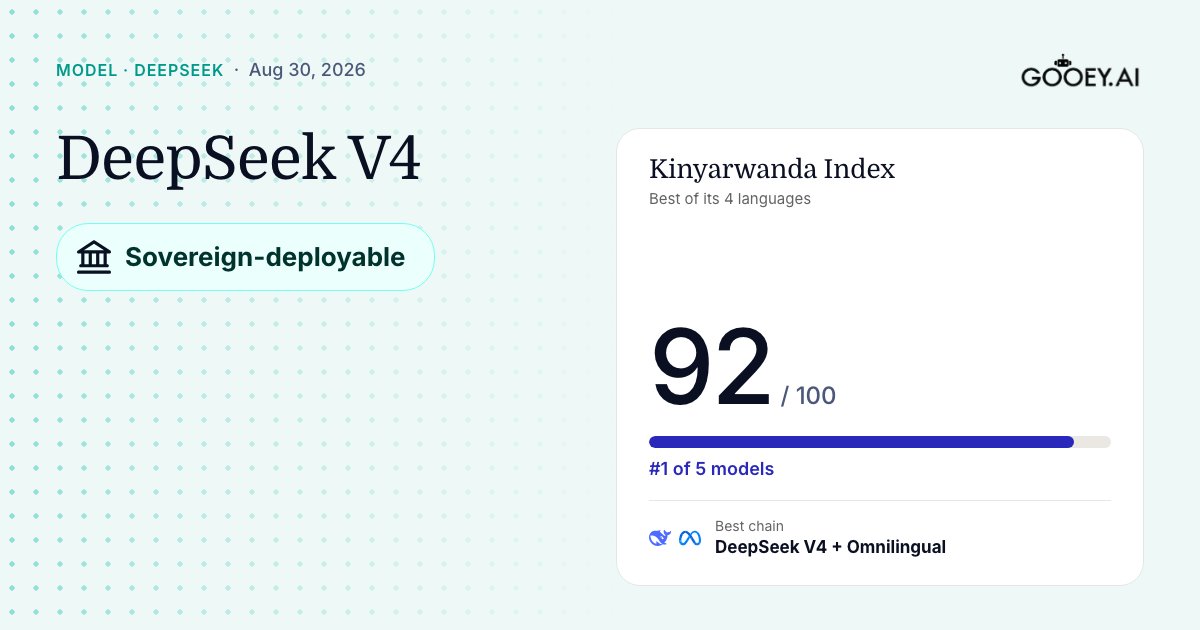 MODEL · DEEPSEEK · Aug 30, 2026
GOOEY.AI
DeepSeek V4
Sovereign-deployable
Kinyarwanda Index
Best of its 4 languages
92 / 100
#1 of 5 models
Best chain
DeepSeek V4 + Omnilingual